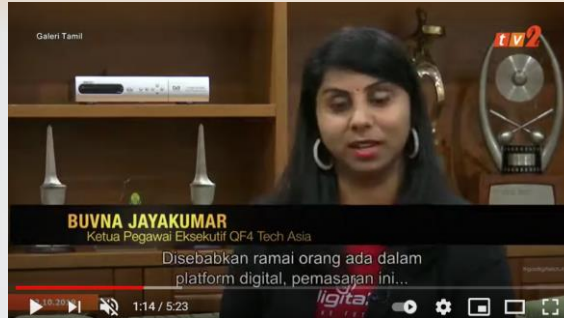 Galeri Tamil
tv2
BUVNA JAYAKUMAR
Ketua Pegawai Eksekutif QF4 Tech Asia
Disebabkan ramai orang ada dalam
platform digital, pemasaran ini...
1:14 / 5:23